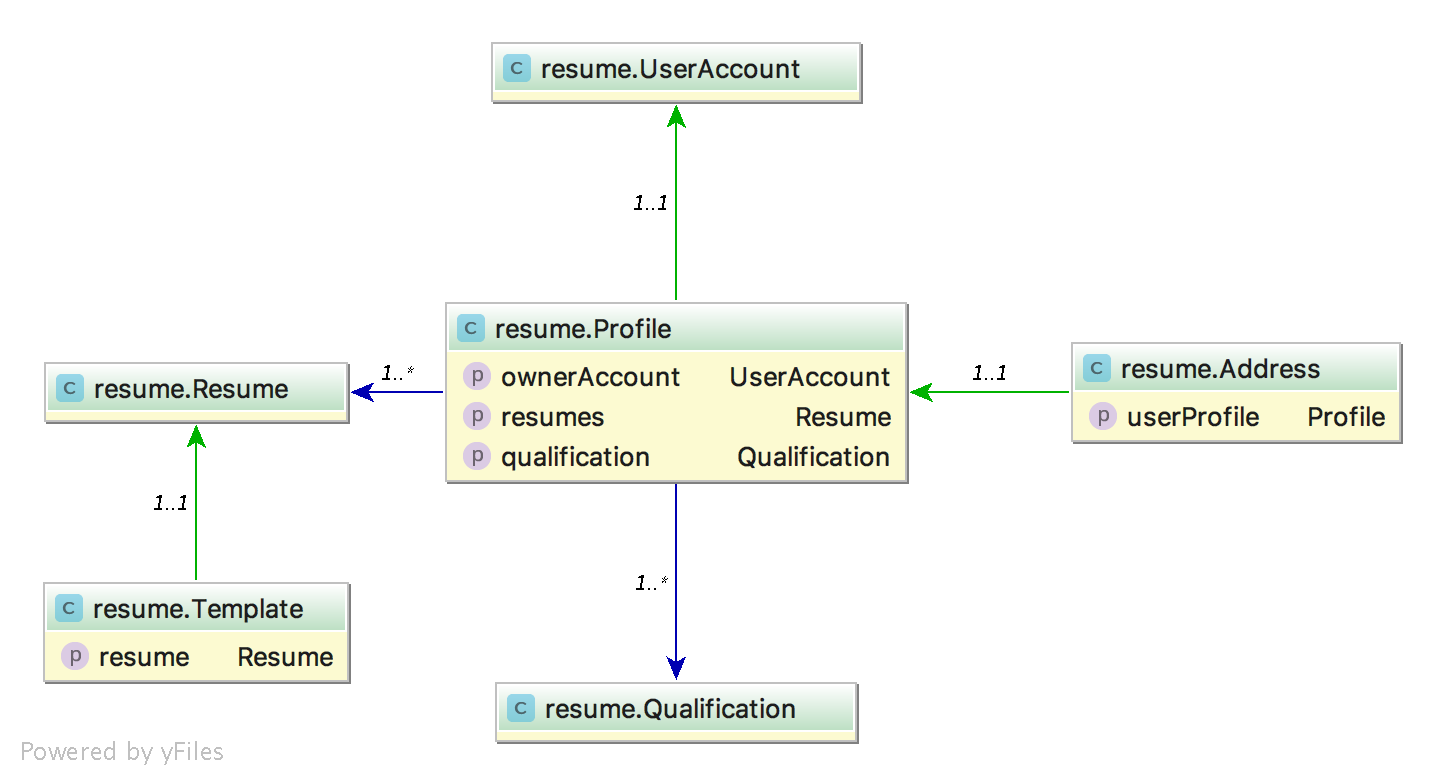 C resume.UserAccount
1..1
C resume.Profile
p ownerAccount UserAccount
p resumes Resume
p qualification Qualification
1..*
C resume.Resume
1..1
C resume.Address
p userProfile Profile
1..1
C resume.Template
p resume Resume
1..*
C resume.Qualification
Powered by yFiles